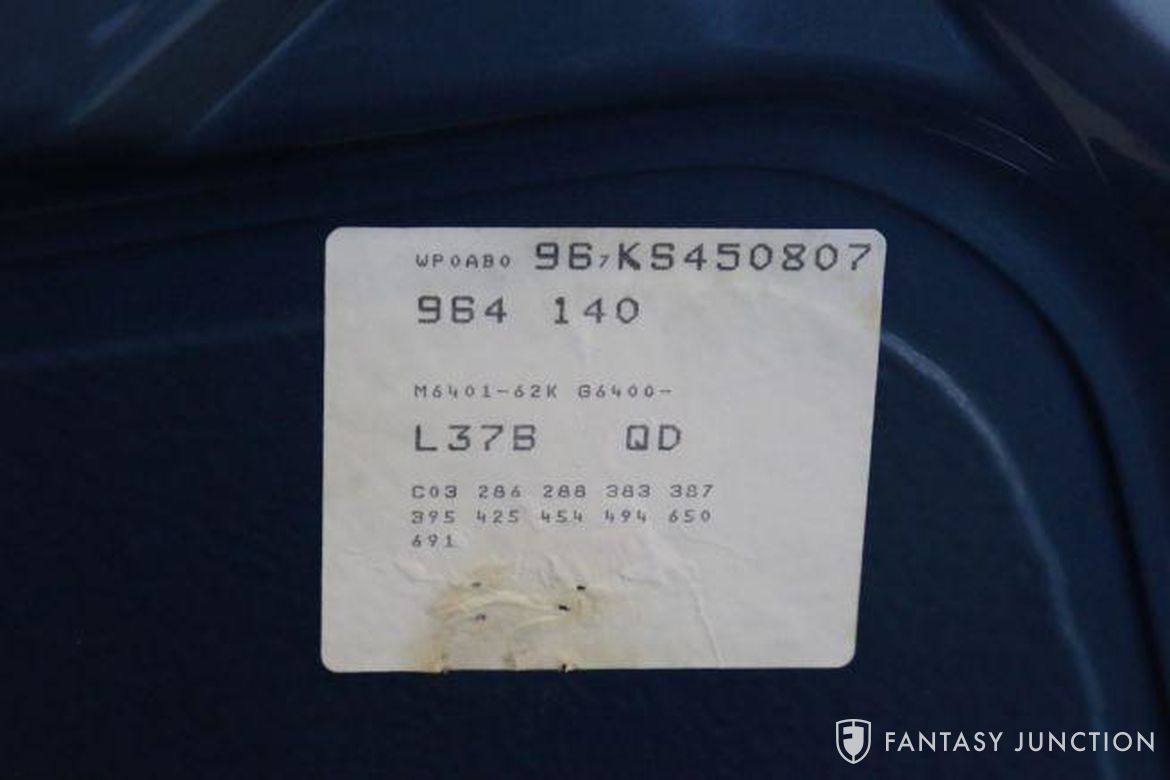 WP0AB0 967KS450807
964 140
M6401-62K G6400-
L37B QD
C03 286 288 383 387
395 425 454 494 650
691
FANTASY JUNCTION